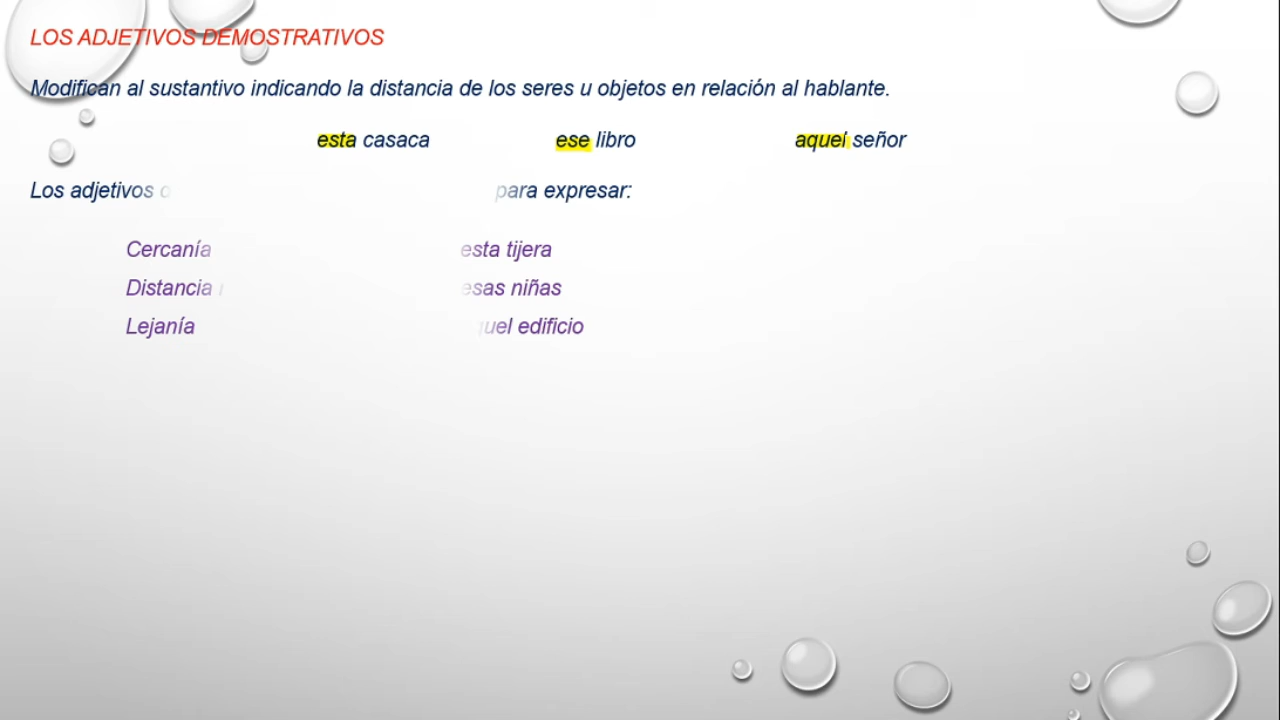 LOS ADJETIVOS DEMOSTRATIVOS
Modifican al sustantivo indicando la distancia de los seres u objetos en relación al hablante.
esta casaca ese libro aquel señor
Los adjetivos para expresar:
Cercanía esta tijera
Distancia esas niñas
Lejanía edificio